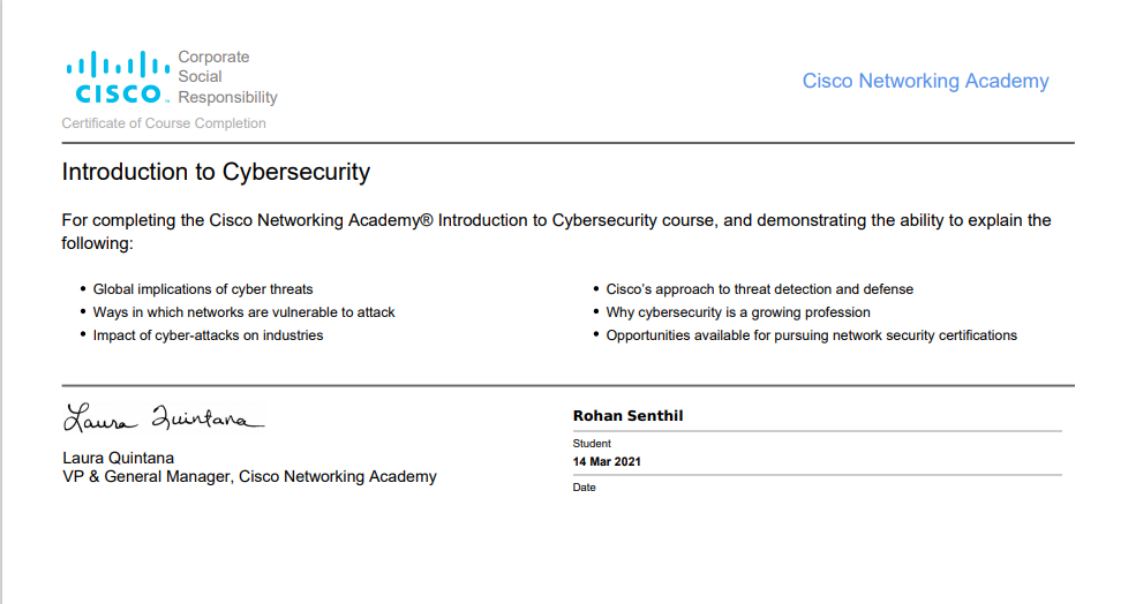 Corporate
Social
Responsibility
CISCO
Cisco Networking Academy
Certificate of Course Completion
Introduction to Cybersecurity
For completing the Cisco Networking Academy® Introduction to Cybersecurity course, and demonstrating the ability to explain the
following:
• Global implications of cyber threats
• Ways in which networks are vulnerable to attack
• Impact of cyber-attacks on industries
• Cisco's approach to threat detection and defense
• Why cybersecurity is a growing profession
• Opportunities available for pursuing network security certifications
Laura Quintana
Laura Quintana
VP & General Manager, Cisco Networking Academy
Rohan Senthil
Student
14 Mar 2021
Date